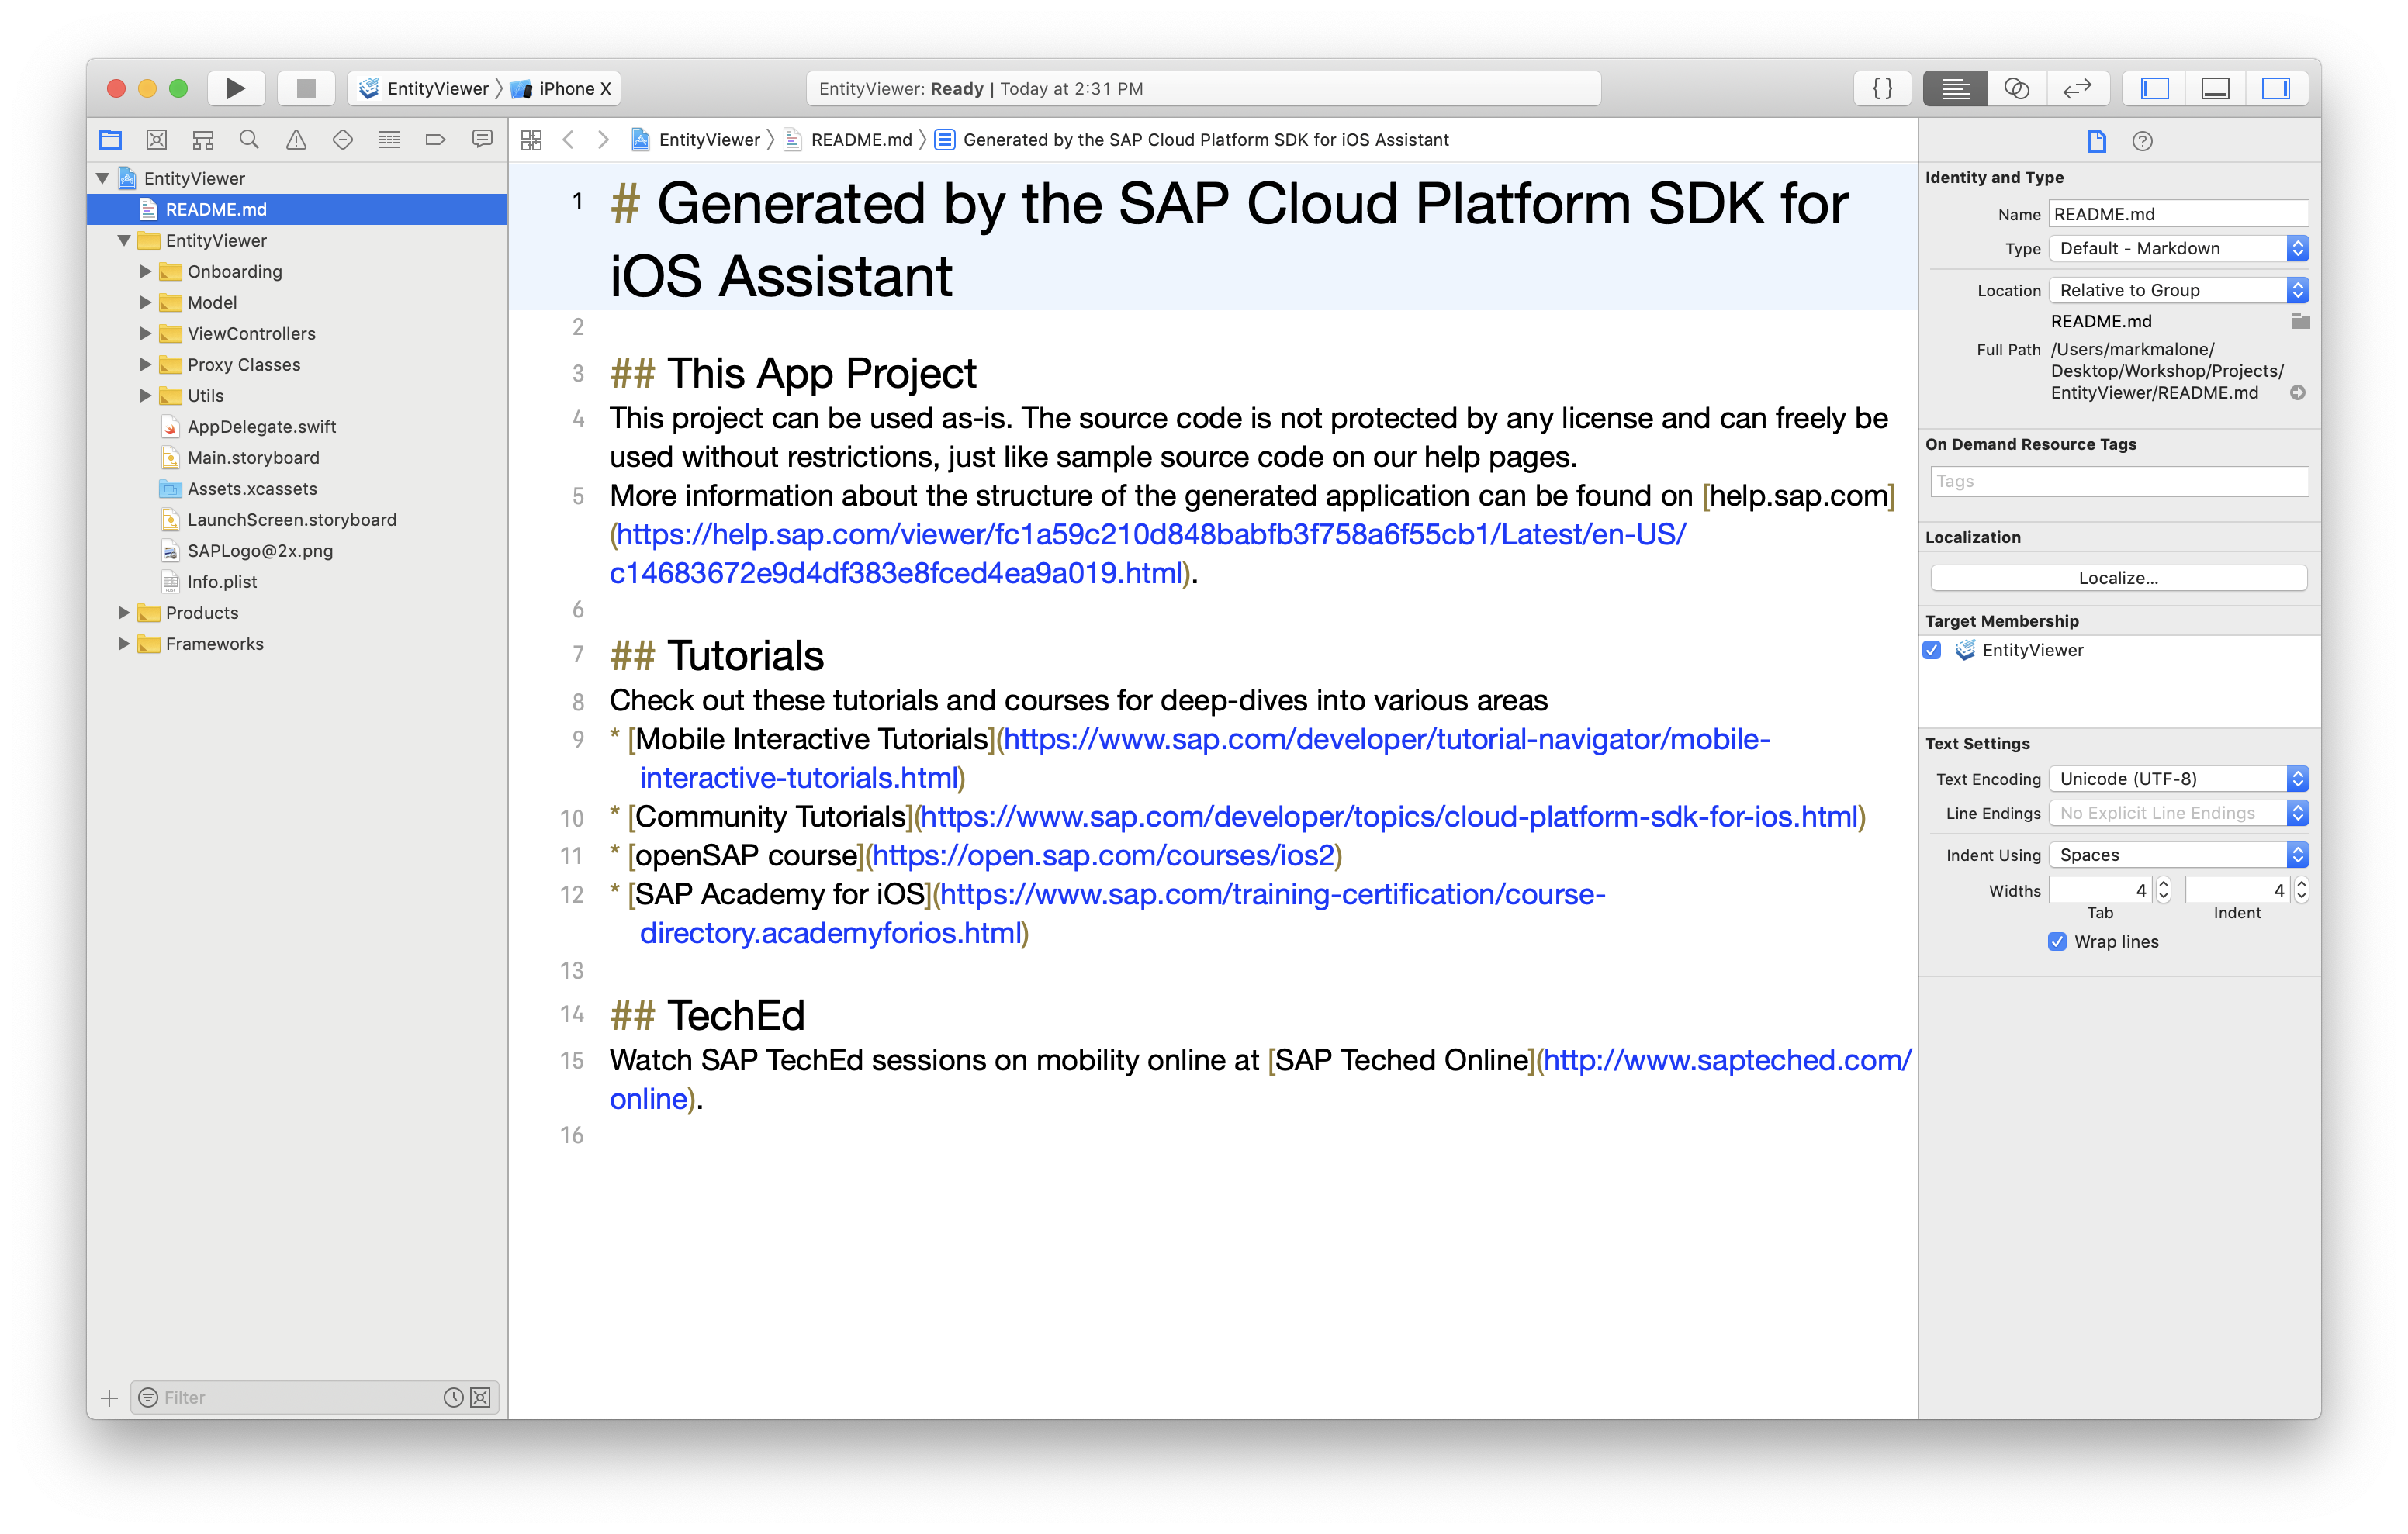 EntityViewer iPhone X
EntityViewer: Ready | Today at 2:31 PM
{ }
EntityViewer
README.md
EntityViewer
Onboarding
Model
ViewControllers
Proxy Classes
Utils
AppDelegate.swift
Main.storyboard
Assets.xcassets
LaunchScreen.storyboard
SAPLogo@2x.png
Info.plist
Products
Frameworks
Filter
EntityViewer README.md Generated by the SAP Cloud Platform SDK for iOS Assistant
1 # Generated by the SAP Cloud Platform SDK for
iOS Assistant
2
3 ## This App Project
4 This project can be used as-is. The source code is not protected by any license and can freely be
used without restrictions, just like sample source code on our help pages.
5 More information about the structure of the generated application can be found on [help.sap.com]
(https://help.sap.com/viewer/fc1a59c210d848babfb3f758a6f55cb1/Latest/en-US/
c14683672e9d4df383e8fced4ea9a019.html).
6
7 ## Tutorials
8 Check out these tutorials and courses for deep-dives into various areas
9 * [Mobile Interactive Tutorials](https://www.sap.com/developer/tutorial-navigator/mobile-
interactive-tutorials.html)
10 * [Community Tutorials](https://www.sap.com/developer/topics/cloud-platform-sdk-for-ios.html)
11 * [openSAP course](https://open.sap.com/courses/ios2)
12 * [SAP Academy for iOS](https://www.sap.com/training-certification/course-
directory.academyforios.html)
13
14 ## TechEd
15 Watch SAP TechEd sessions on mobility online at [SAP Teched Online](http://www.sapteched.com/
online).
16
Identity and Type
Name README.md
Type Default - Markdown
Location Relative to Group
README.md
Full Path /Users/markmalone/
Desktop/Workshop/Projects/
EntityViewer/README.md
On Demand Resource Tags
Tags
Localization
Localize...
Target Membership
EntityViewer
Text Settings
Text Encoding Unicode (UTF-8)
Line Endings No Explicit Line Endings
Indent Using Spaces
Widths 4 4
Tab Indent
Wrap lines